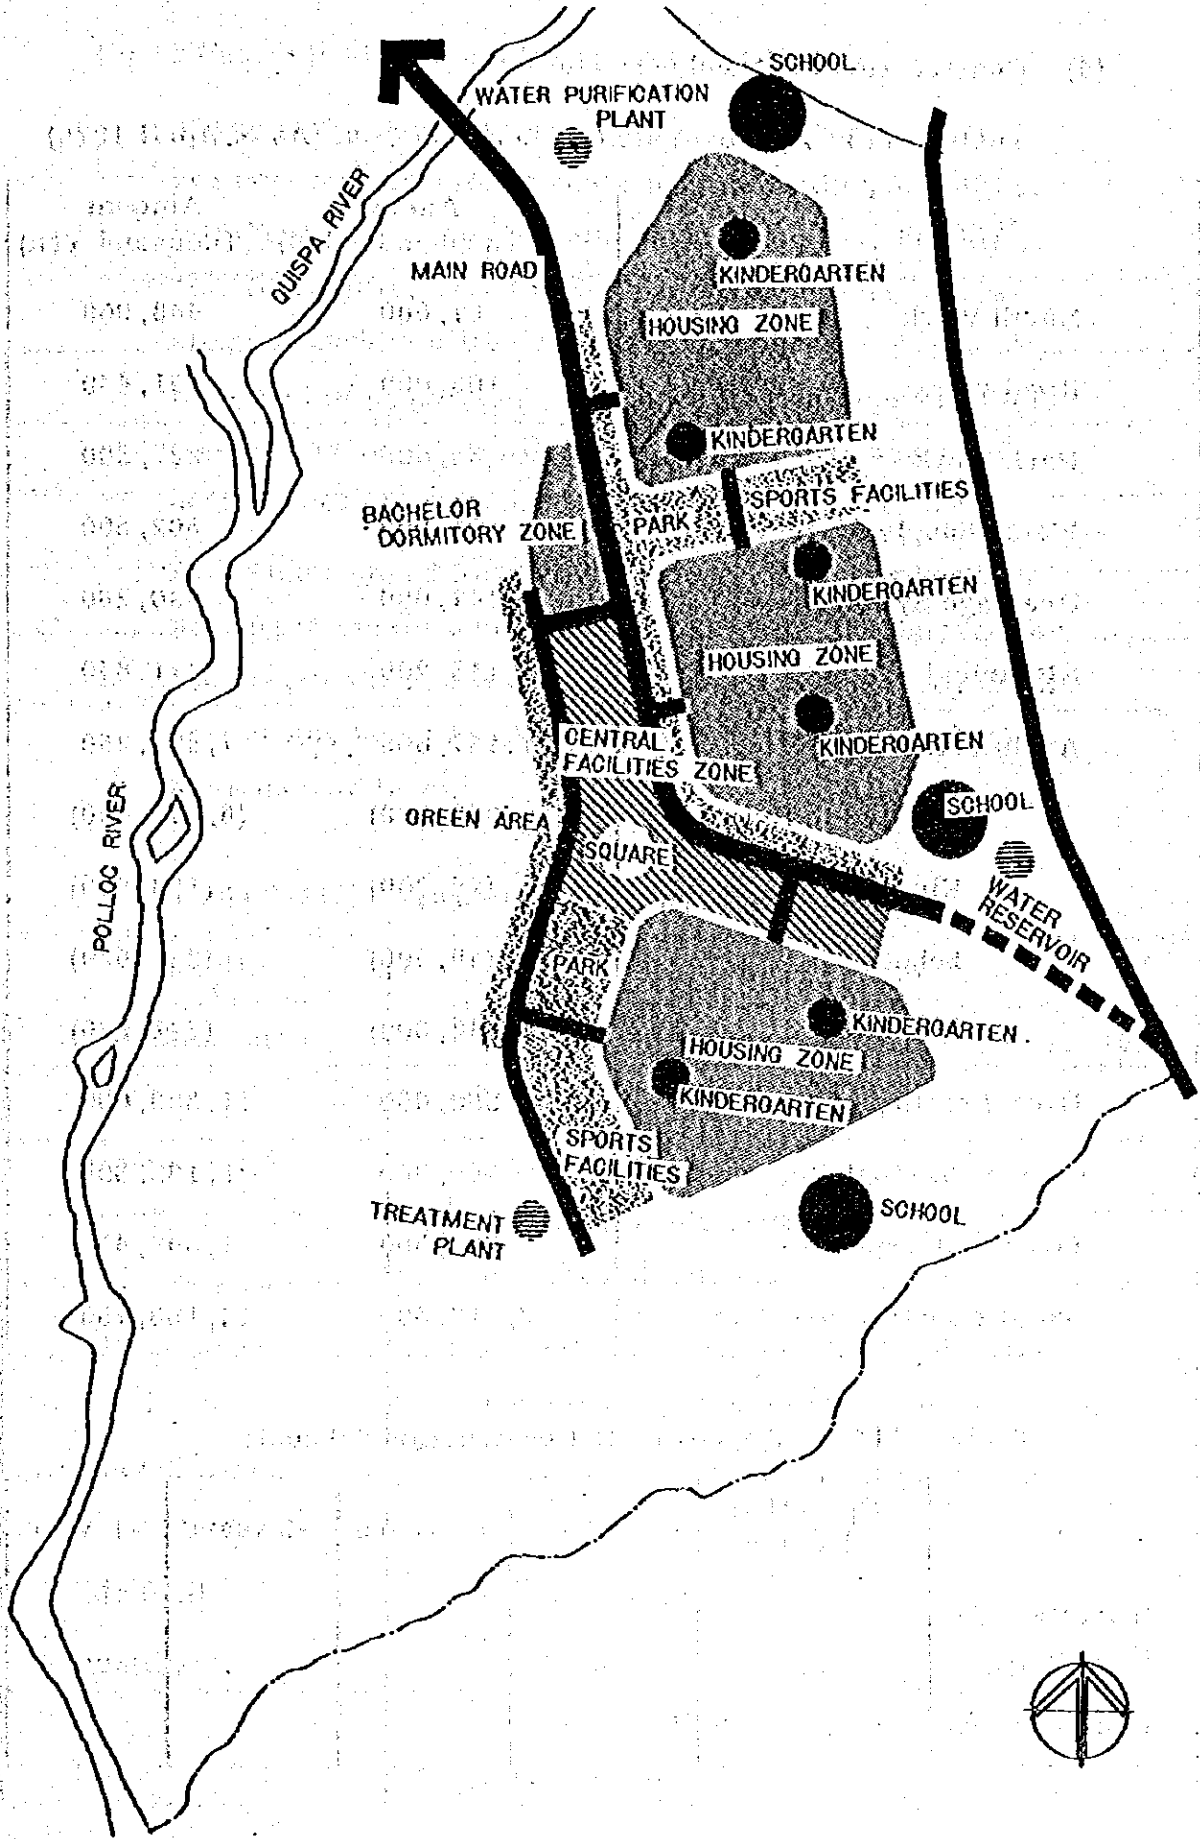 SCHOOL
WATER PURIFICATION
PLANT
QUISPA RIVER
MAIN ROAD
KINDERGARTEN
HOUSING ZONE
KINDERGARTEN
SPORTS FACILITIES
BACHELOR
DORMITORY ZONE
PARK
KINDERGARTEN
HOUSING ZONE
CENTRAL
FACILITIES ZONE
KINDERGARTEN
POLLOC RIVER
GREEN AREA
SCHOOL
SQUARE
WATER
RESERVOIR
PARK
KINDERGARTEN
HOUSING ZONE
KINDERGARTEN
SPORTS
FACILITIES
TREATMENT
PLANT
SCHOOL